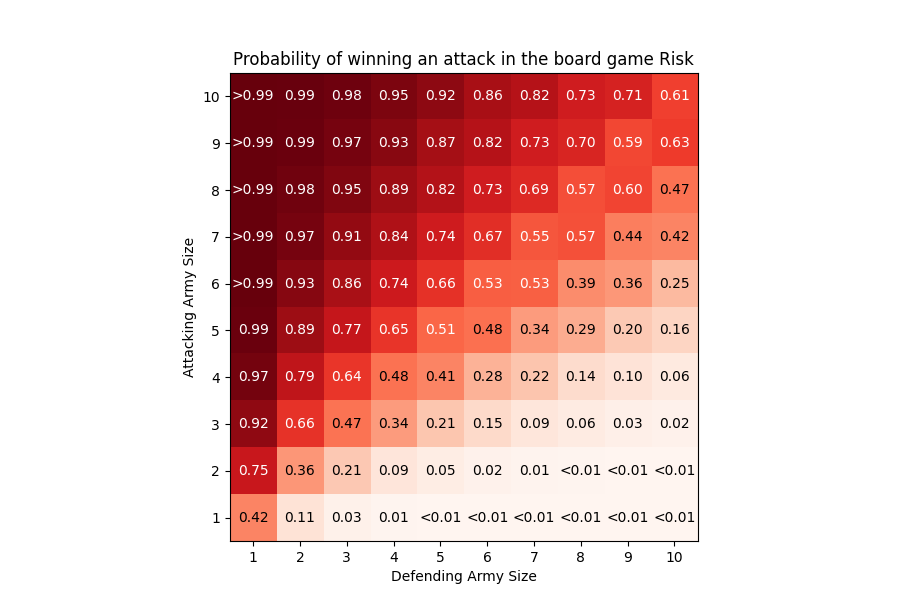 Probability of winning an attack in the board game Risk
Attacking Army Size
10 >0.99 0.99 0.98 0.95 0.92 0.86 0.82 0.73 0.71 0.61
9 >0.99 0.99 0.97 0.93 0.87 0.82 0.73 0.70 0.59 0.63
8 >0.99 0.98 0.95 0.89 0.82 0.73 0.69 0.57 0.60 0.47
7 >0.99 0.97 0.91 0.84 0.74 0.67 0.55 0.57 0.44 0.42
6 >0.99 0.93 0.86 0.74 0.66 0.53 0.53 0.39 0.36 0.25
5 0.99 0.89 0.77 0.65 0.51 0.48 0.34 0.29 0.20 0.16
4 0.97 0.79 0.64 0.48 0.41 0.28 0.22 0.14 0.10 0.06
3 0.92 0.66 0.47 0.34 0.21 0.15 0.09 0.06 0.03 0.02
2 0.75 0.36 0.21 0.09 0.05 0.02 0.01 <0.01 <0.01 <0.01
1 0.42 0.11 0.03 0.01 <0.01 <0.01 <0.01 <0.01 <0.01 <0.01
1 2 3 4 5 6 7 8 9 10
Defending Army Size